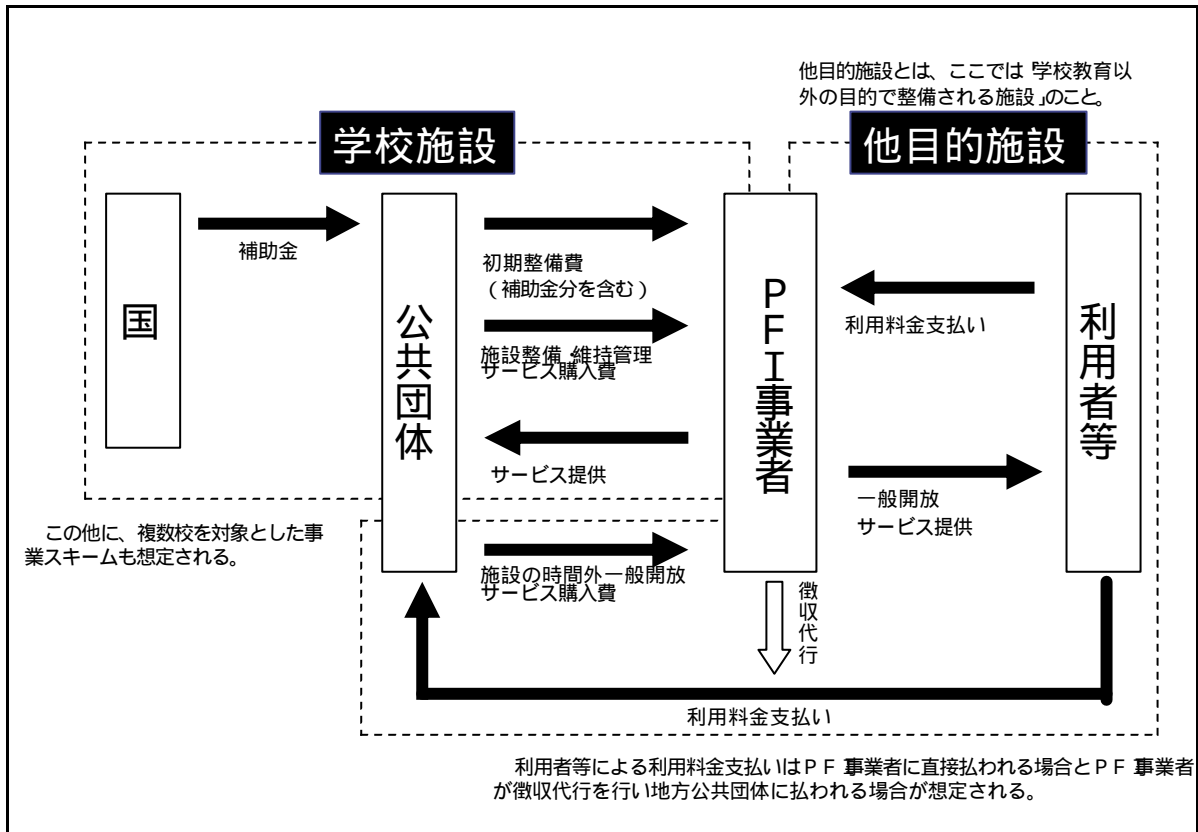 他目的施設とは、ここでは「学校教育以
外の目的で整備される施設」のこと。
学校施設
他目的施設
国
補助金
公共団体
初期整備費
(補助金分を含む)
施設整備・維持管理
サービス購入費
サービス提供
施設の時間外一般開放
サービス購入費
PFI事業者
利用料金支払い
一般開放
サービス提供
利用者等
徴収代行
利用料金支払い
この他に、複数校を対象とした事
業スキームも想定される。
利用者等による利用料金支払いはPFI事業者に直接払われる場合とPFI事業者
が徴収代行を行い地方公共団体に払われる場合が想定される。